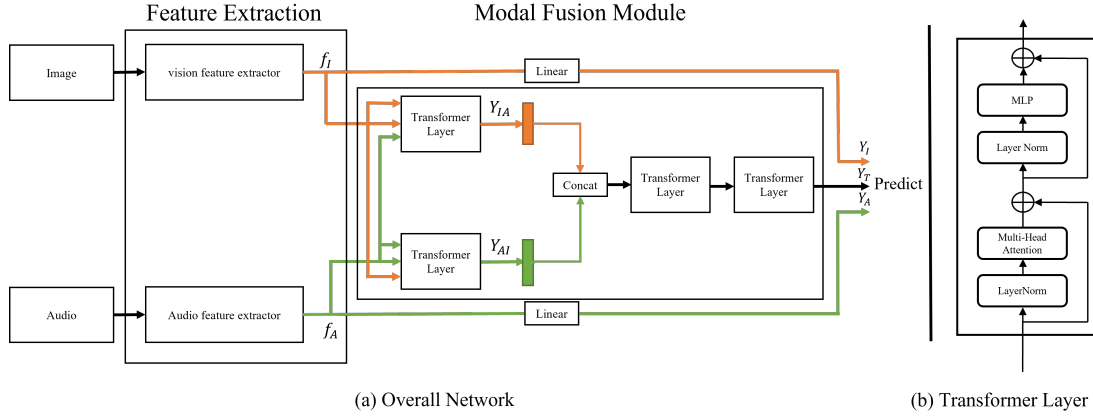 Feature Extraction
Modal Fusion Module
Image
vision feature extractor
f_I
Linear
Transformer
Layer
Y_IA
Y_I
Concat
Transformer
Layer
Transformer
Layer
Y_T
Predict
Y_A
Transformer
Layer
Y_AI
Audio
Audio feature extractor
f_A
Linear
(a) Overall Network
MLP
Layer Norm
Multi-Head
Attention
LayerNorm
(b) Transformer Layer